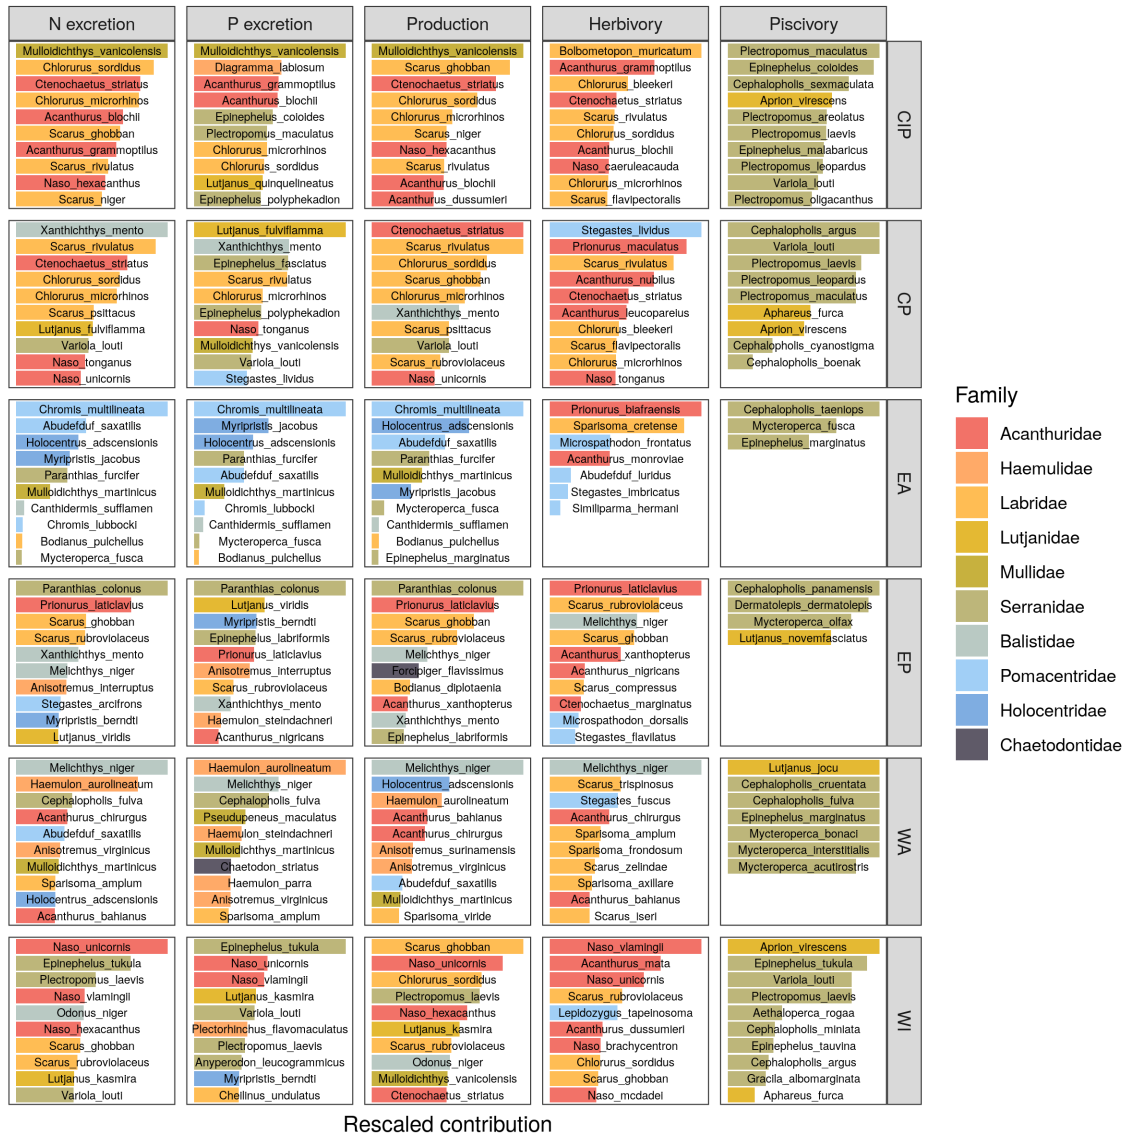 N excretion
P excretion
Production
Herbivory
Piscivory
Mulloidichthys_vanicolensis
Chlorurus_sordidus
Ctenochaetus_striatus
Chlorurus_microrhinos
Acanthurus_blochii
Scarus_ghobban
Acanthurus_grammoptilus
Scarus_rivulatus
Naso_hexacanthus
Scarus_niger
Mulloidichthys_vanicolensis
Diagramma_labiosum
Acanthurus_grammoptilus
Acanthurus_blochii
Epinephelus_coloides
Plectropomus_maculatus
Chlorurus_microrhinos
Chlorurus_sordidus
Lutjanus_quinquelineatus
Epinephelus_polyphekadion
Mulloidichthys_vanicolensis
Scarus_ghobban
Ctenochaetus_striatus
Chlorurus_sordidus
Chlorurus_microrhinos
Scarus_niger
Naso_hexacanthus
Scarus_rivulatus
Acanthurus_blochii
Acanthurus_dussumieri
Bolbometopon_muricatum
Acanthurus_grammoptilus
Chlorurus_bleekeri
Ctenochaetus_striatus
Scarus_rivulatus
Chlorurus_sordidus
Acanthurus_blochii
Naso_caeruleacauda
Chlorurus_microrhinos
Scarus_flavipectoralis
Plectropomus_maculatus
Epinephelus_coloides
Cephalopholis_sexmaculata
Aprion_virescens
Plectropomus_areolatus
Plectropomus_laevis
Epinephelus_malabaricus
Plectropomus_leopardus
Variola_louti
Plectropomus_oligacanthus
CIP
Xanthichthys_mento
Scarus_rivulatus
Ctenochaetus_striatus
Chlorurus_sordidus
Chlorurus_microrhinos
Scarus_psittacus
Lutjanus_fulviflamma
Variola_louti
Naso_tonganus
Naso_unicornis
Lutjanus_fulviflamma
Xanthichthys_mento
Epinephelus_fasciatus
Scarus_rivulatus
Chlorurus_microrhinos
Epinephelus_polyphekadion
Naso_tonganus
Mulloidichthys_vanicolensis
Variola_louti
Stegastes_lividus
Ctenochaetus_striatus
Scarus_rivulatus
Chlorurus_sordidus
Scarus_ghobban
Chlorurus_microrhinos
Xanthichthys_mento
Scarus_psittacus
Variola_louti
Scarus_rubroviolaceus
Naso_unicornis
Stegastes_lividus
Prionurus_maculatus
Scarus_rivulatus
Acanthurus_nubilus
Ctenochaetus_striatus
Acanthurus_leucopareius
Chlorurus_bleekeri
Scarus_flavipectoralis
Chlorurus_microrhinos
Naso_tonganus
Cephalopholis_argus
Variola_louti
Plectropomus_laevis
Plectropomus_leopardus
Plectropomus_maculatus
Aphareus_furca
Aprion_virescens
Cephalopholis_cyanostigma
Cephalopholis_boenak
CP
Chromis_multilineata
Abudefduf_saxatilis
Holocentrus_adscensionis
Myripristis_jacobus
Paranthias_furcifer
Mulloidichthys_martinicus
Canthidermis_sufflamen
Chromis_lubbocki
Bodianus_pulchellus
Mycteroperca_fusca
Chromis_multilineata
Myripristis_jacobus
Holocentrus_adscensionis
Paranthias_furcifer
Abudefduf_saxatilis
Mulloidichthys_martinicus
Chromis_lubbocki
Canthidermis_sufflamen
Mycteroperca_fusca
Bodianus_pulchellus
Chromis_multilineata
Holocentrus_adscensionis
Abudefduf_saxatilis
Paranthias_furcifer
Mulloidichthys_martinicus
Myripristis_jacobus
Mycteroperca_fusca
Canthidermis_sufflamen
Bodianus_pulchellus
Epinephelus_marginatus
Prionurus_biafraensis
Sparisoma_cretense
Microspathodon_frontatus
Acanthurus_monroviae
Abudefduf_luridus
Stegastes_imbricatus
Similiparma_hermani
Cephalopholis_taeniops
Mycteroperca_fusca
Epinephelus_marginatus
EA
Paranthias_colonus
Prionurus_laticlavius
Scarus_ghobban
Scarus_rubroviolaceus
Xanthichthys_mento
Melichthys_niger
Anisotremus_interruptus
Stegastes_arcifrons
Myripristis_berndti
Lutjanus_viridis
Paranthias_colonus
Lutjanus_viridis
Myripristis_berndti
Epinephelus_labriformis
Prionurus_laticlavius
Anisotremus_interruptus
Scarus_rubroviolaceus
Xanthichthys_mento
Haemulon_steindachneri
Acanthurus_nigricans
Paranthias_colonus
Prionurus_laticlavius
Scarus_ghobban
Scarus_rubroviolaceus
Melichthys_niger
Forcipiger_flavissimus
Bodianus_diplotaenia
Acanthurus_xanthopterus
Xanthichthys_mento
Epinephelus_labriformis
Prionurus_laticlavius
Scarus_rubroviolaceus
Melichthys_niger
Scarus_ghobban
Acanthurus_xanthopterus
Acanthurus_nigricans
Scarus_compressus
Ctenochaetus_marginatus
Microspathodon_dorsalis
Stegastes_flavilatus
Cephalopholis_panamensis
Dermatolepis_dermatolepis
Mycteroperca_olfax
Lutjanus_novemfasciatus
EP
Melichthys_niger
Haemulon_aurolineatum
Cephalopholis_fulva
Acanthurus_chirurgus
Abudefduf_saxatilis
Anisotremus_virginicus
Mulloidichthys_martinicus
Sparisoma_amplum
Holocentrus_adscensionis
Acanthurus_bahianus
Haemulon_aurolineatum
Melichthys_niger
Cephalopholis_fulva
Pseudupeneus_maculatus
Haemulon_steindachneri
Mulloidichthys_martinicus
Chaetodon_striatus
Haemulon_parra
Anisotremus_virginicus
Sparisoma_amplum
Melichthys_niger
Holocentrus_adscensionis
Haemulon_aurolineatum
Acanthurus_bahianus
Acanthurus_chirurgus
Anisotremus_surinamensis
Anisotremus_virginicus
Abudefduf_saxatilis
Mulloidichthys_martinicus
Sparisoma_viride
Melichthys_niger
Scarus_trispinosus
Stegastes_fuscus
Acanthurus_chirurgus
Sparisoma_amplum
Sparisoma_frondosum
Scarus_zelindae
Sparisoma_axillare
Acanthurus_bahianus
Scarus_iseri
Lutjanus_jocu
Cephalopholis_cruentata
Cephalopholis_fulva
Epinephelus_marginatus
Mycteroperca_bonaci
Mycteroperca_interstitialis
Mycteroperca_acutirostris
WA
Naso_unicornis
Epinephelus_tukula
Plectropomus_laevis
Naso_vlamingii
Odonus_niger
Naso_hexacanthus
Scarus_ghobban
Scarus_rubroviolaceus
Lutjanus_kasmira
Variola_louti
Epinephelus_tukula
Naso_unicornis
Naso_vlamingii
Lutjanus_kasmira
Variola_louti
Plectorhinchus_flavomaculatus
Plectropomus_laevis
Anyperodon_leucogrammicus
Myripristis_berndti
Cheilinus_undulatus
Scarus_ghobban
Naso_unicornis
Chlorurus_sordidus
Plectropomus_laevis
Naso_hexacanthus
Lutjanus_kasmira
Scarus_rubroviolaceus
Odonus_niger
Mulloidichthys_vanicolensis
Ctenochaetus_striatus
Naso_vlamingii
Acanthurus_mata
Naso_unicornis
Scarus_rubroviolaceus
Lepidozygus_tapeinosoma
Acanthurus_dussumieri
Naso_brachycentron
Chlorurus_sordidus
Scarus_ghobban
Naso_mcdadei
Aprion_virescens
Epinephelus_tukula
Variola_louti
Plectropomus_laevis
Aethaloperca_rogaa
Cephalopholis_miniata
Epinephelus_tauvina
Cephalopholis_argus
Gracila_albomarginata
Aphareus_furca
WI
Rescaled contribution
Family
Acanthuridae
Haemulidae
Labridae
Lutjanidae
Mullidae
Serranidae
Balistidae
Pomacentridae
Holocentridae
Chaetodontidae